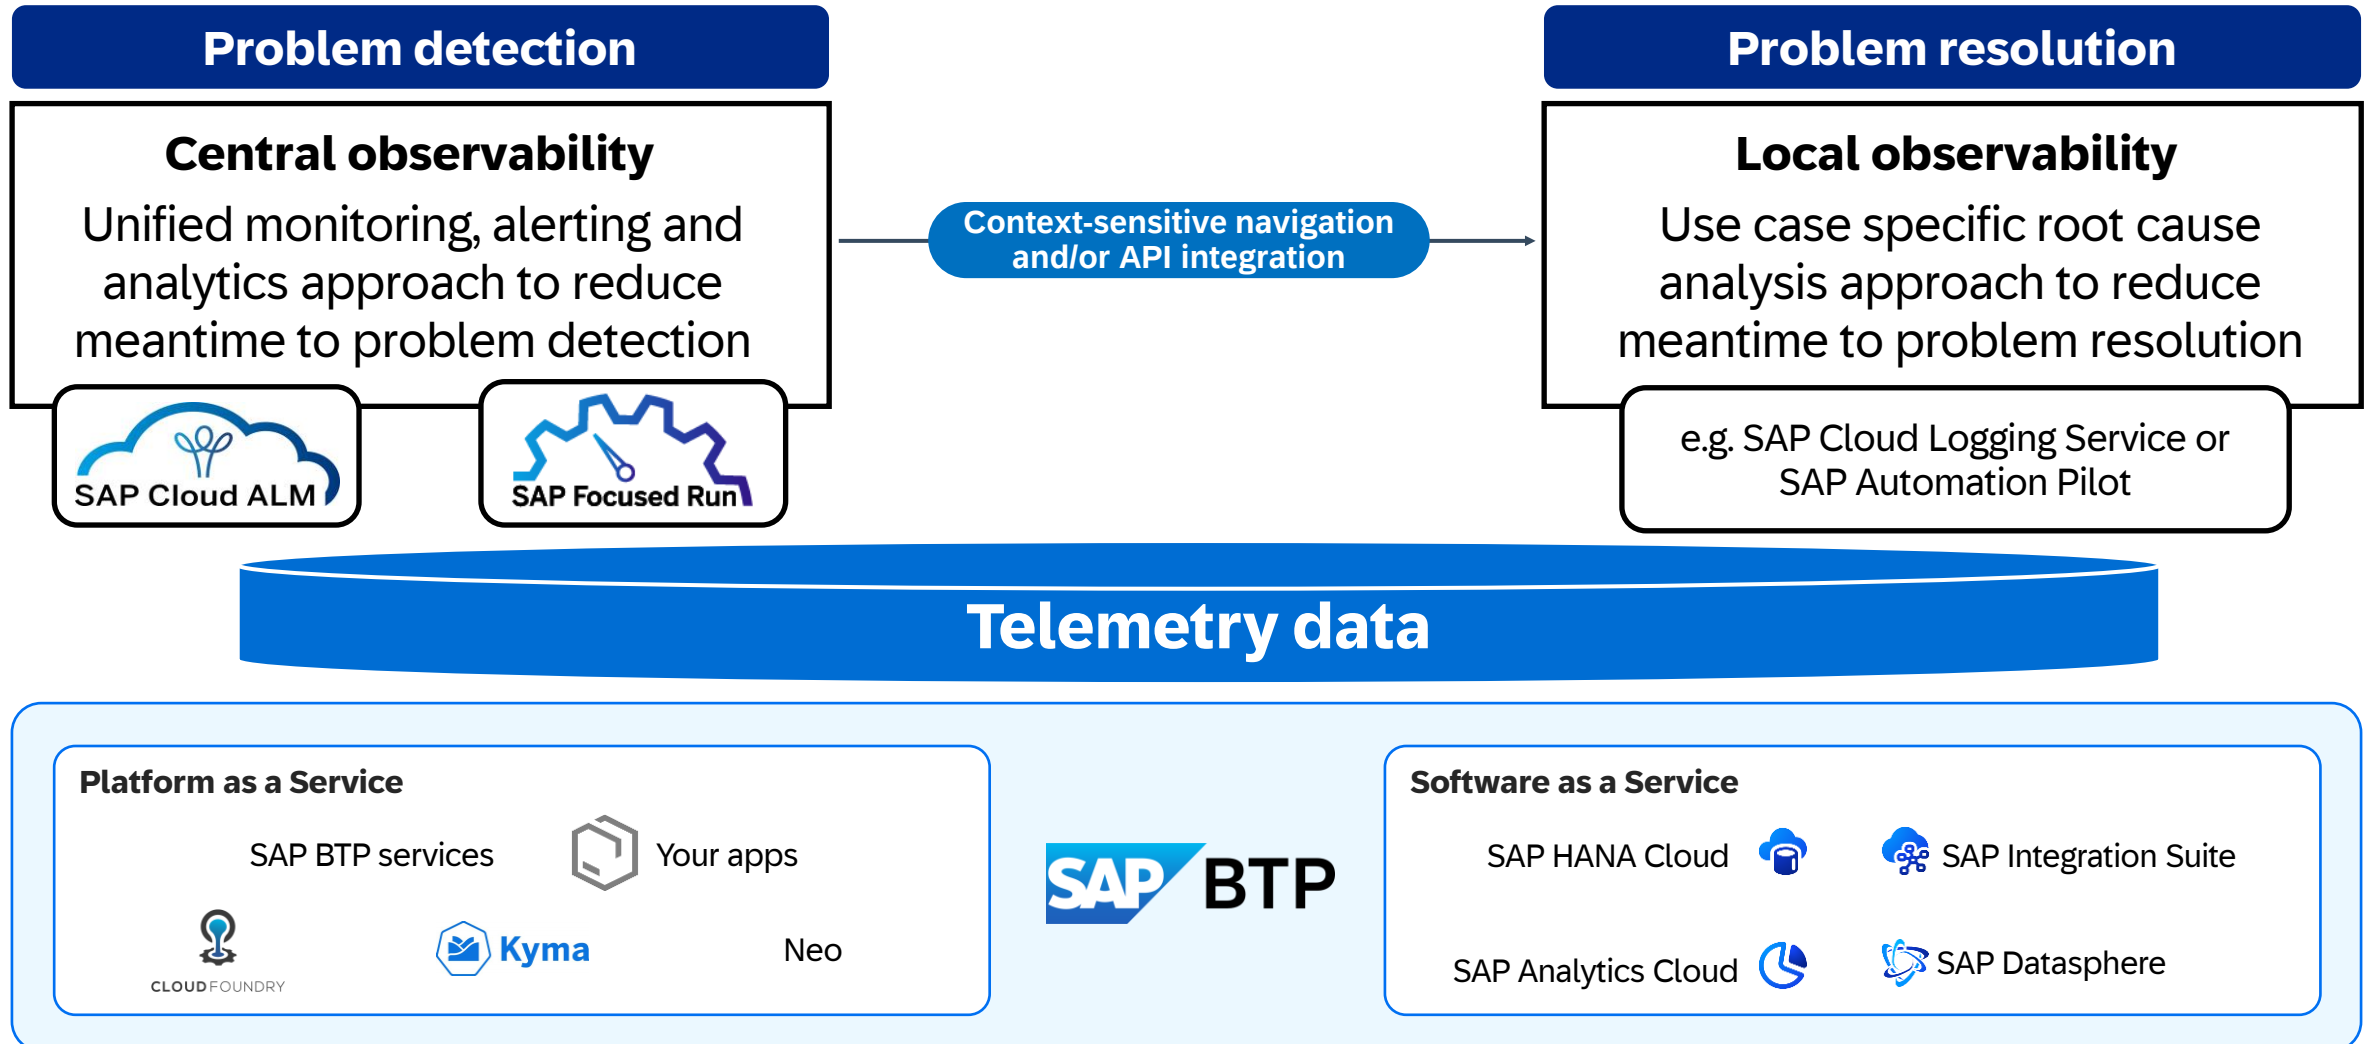 Problem detection
Central observability
Unified monitoring, alerting and
analytics approach to reduce
meantime to problem detection
SAP Cloud ALM
SAP Focused Run
Context-sensitive navigation
and/or API integration
Problem resolution
Local observability
Use case specific root cause
analysis approach to reduce
meantime to problem resolution
e.g. SAP Cloud Logging Service or
SAP Automation Pilot
Telemetry data
Platform as a Service
SAP BTP services
Your apps
CLOUD FOUNDRY
Kyma
Neo
SAP BTP
Software as a Service
SAP HANA Cloud
SAP Integration Suite
SAP Analytics Cloud
SAP Datasphere